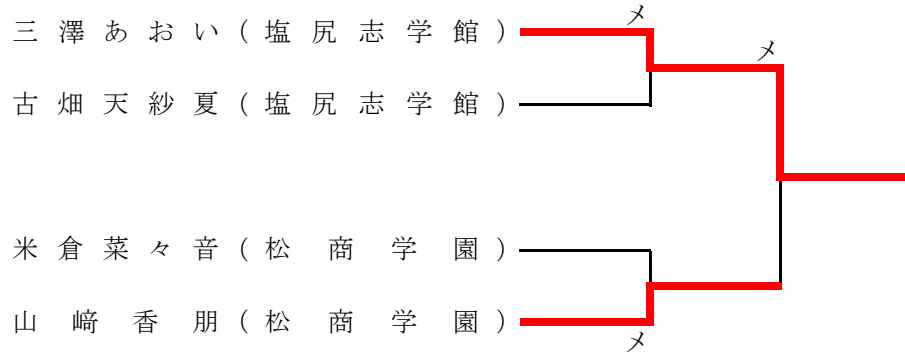 メ
三澤あおい(塩尻志学館)
メ
古畑天紗夏(塩尻志学館)
米倉菜々音(松商学園)
山﨑香朋(松商学園)
メ